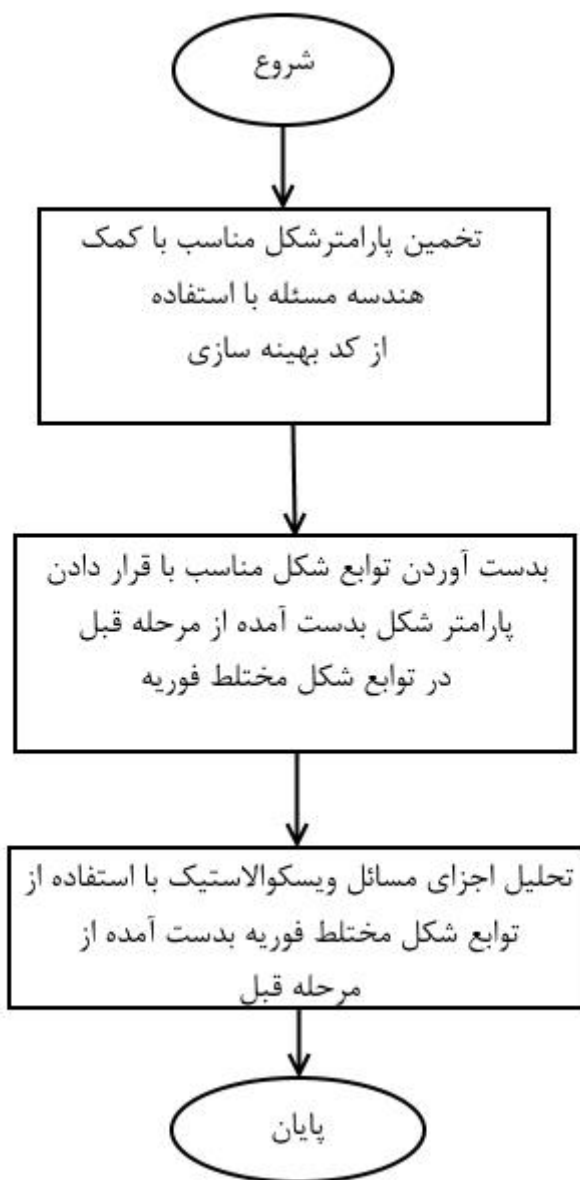 شروع
تخمین پارامترشکل مناسب با کمک
هندسه مسئله با استفاده
از کد بهینه سازی
بدست آوردن توابع شکل مناسب با قرار دادن
پارامتر شکل بدست آمده از مرحله قبل
در توابع شکل مختلط فوریه
تحلیل اجزای مسائل ویسکوالاستیک با استفاده از
توابع شکل مختلط فوریه بدست آمده از
مرحله قبل
پایان